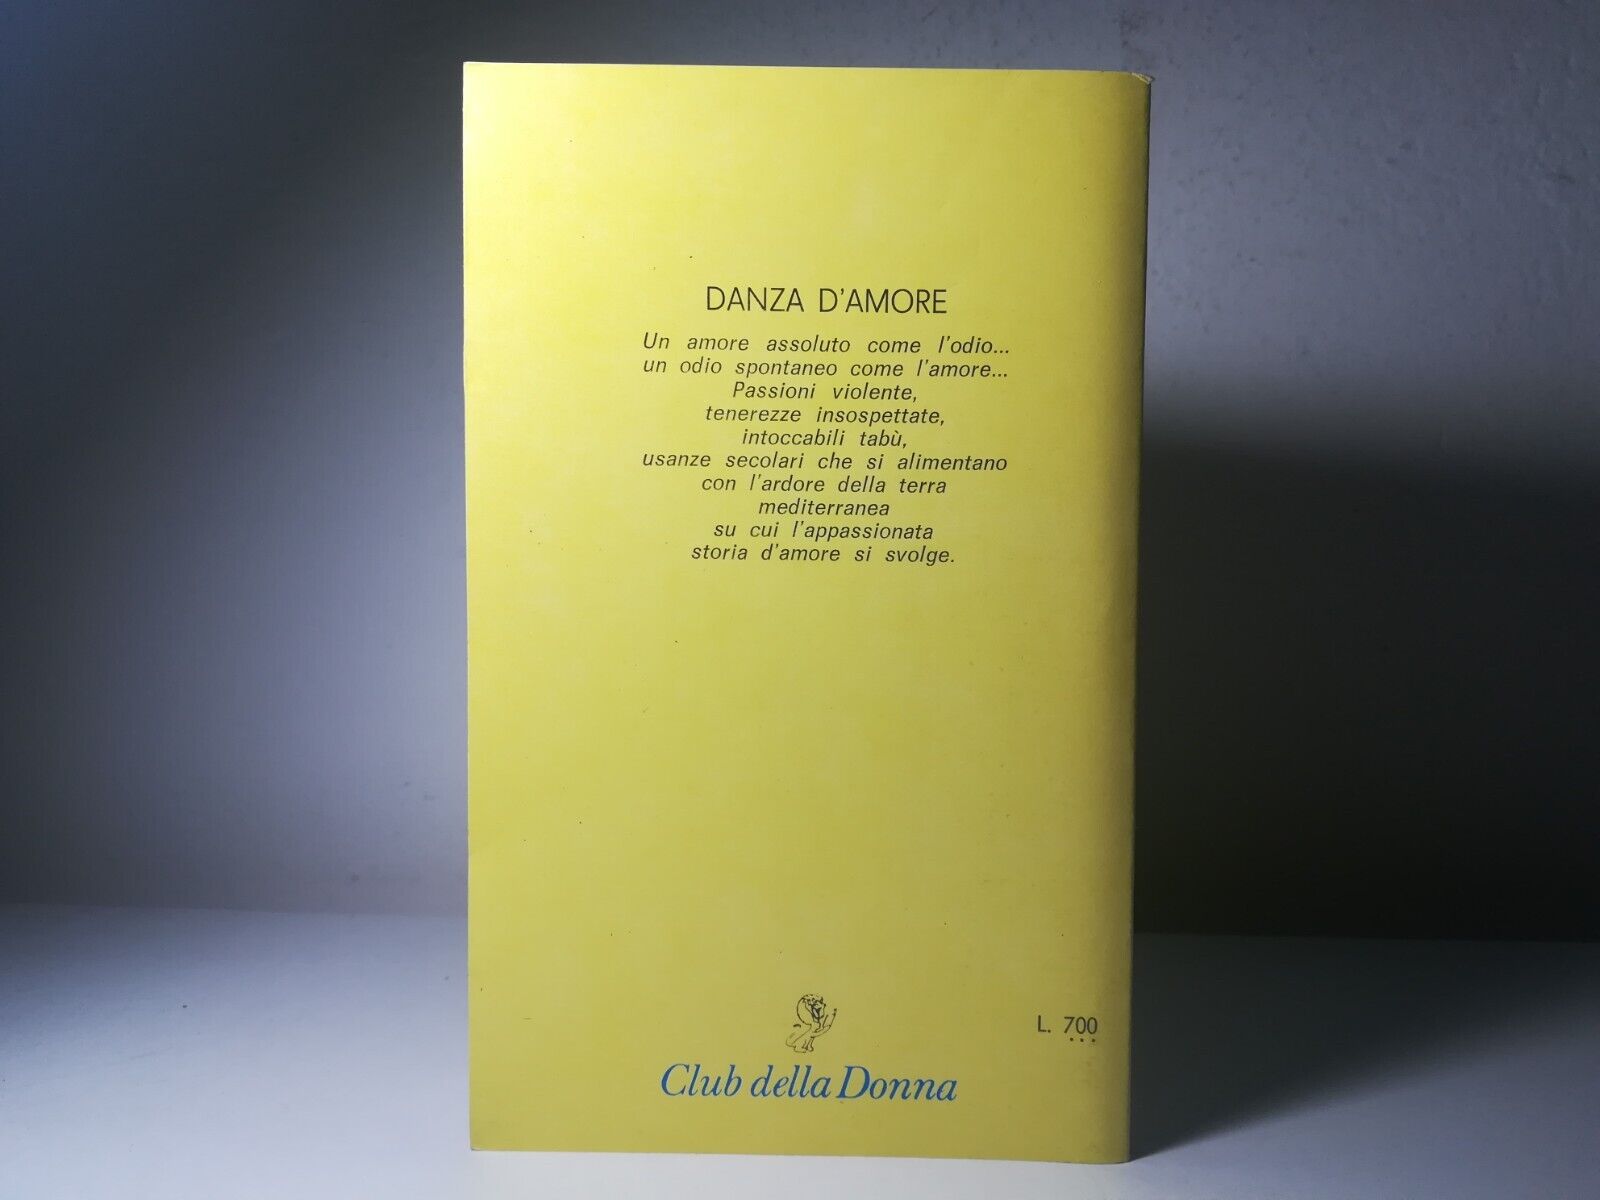 DANZA D'AMORE
Un amore assoluto come l'odio...
un odio spontaneo come l'amore...
Passioni violente,
tenerezze insospettate,
intoccabili tabù,
usanze secolari che si alimentano
con l'ardore della terra
mediterranea
su cui l'appassionata
storia d'amore si svolge.
L. 700
Club della Donna